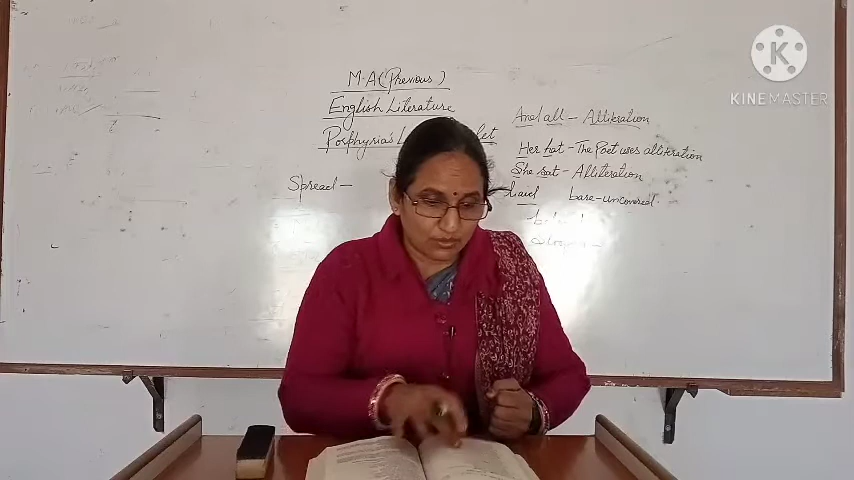 M.A (Previous)
English Literature
Porphyria's L
And all - Alliteration
Her hat - The Poet uses alliteration
She sat - Alliteration
Spread -
bare - uncovered.
K
KINEMASTER